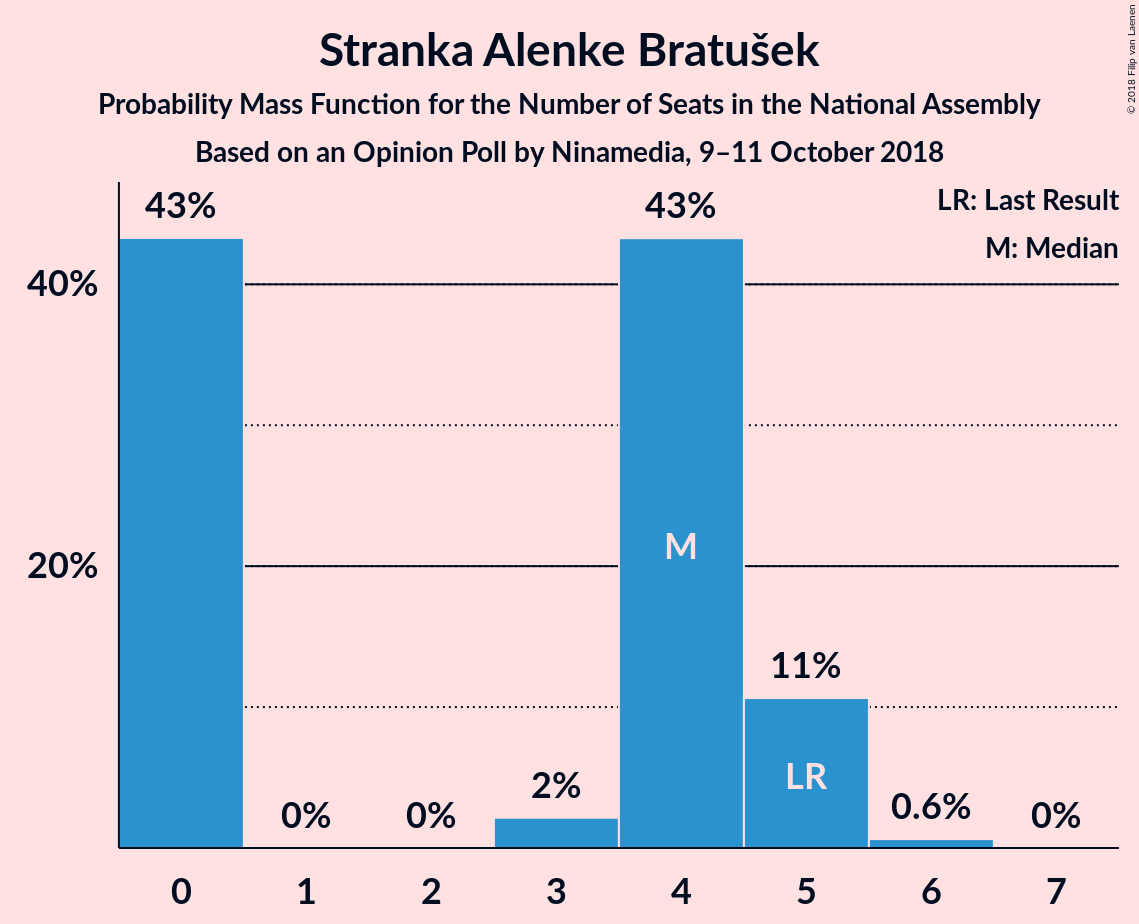 Stranka Alenke Bratušek
Probability Mass Function for the Number of Seats in the National Assembly
Based on an Opinion Poll by Ninamedia, 9–11 October 2018
© 2018 Filip van Laenen
LR: Last Result
M: Median
43%
43%
40%
M
20%
11%
LR
2%
0.6%
0%
0%
0%
0
1
2
3
4
5
6
7